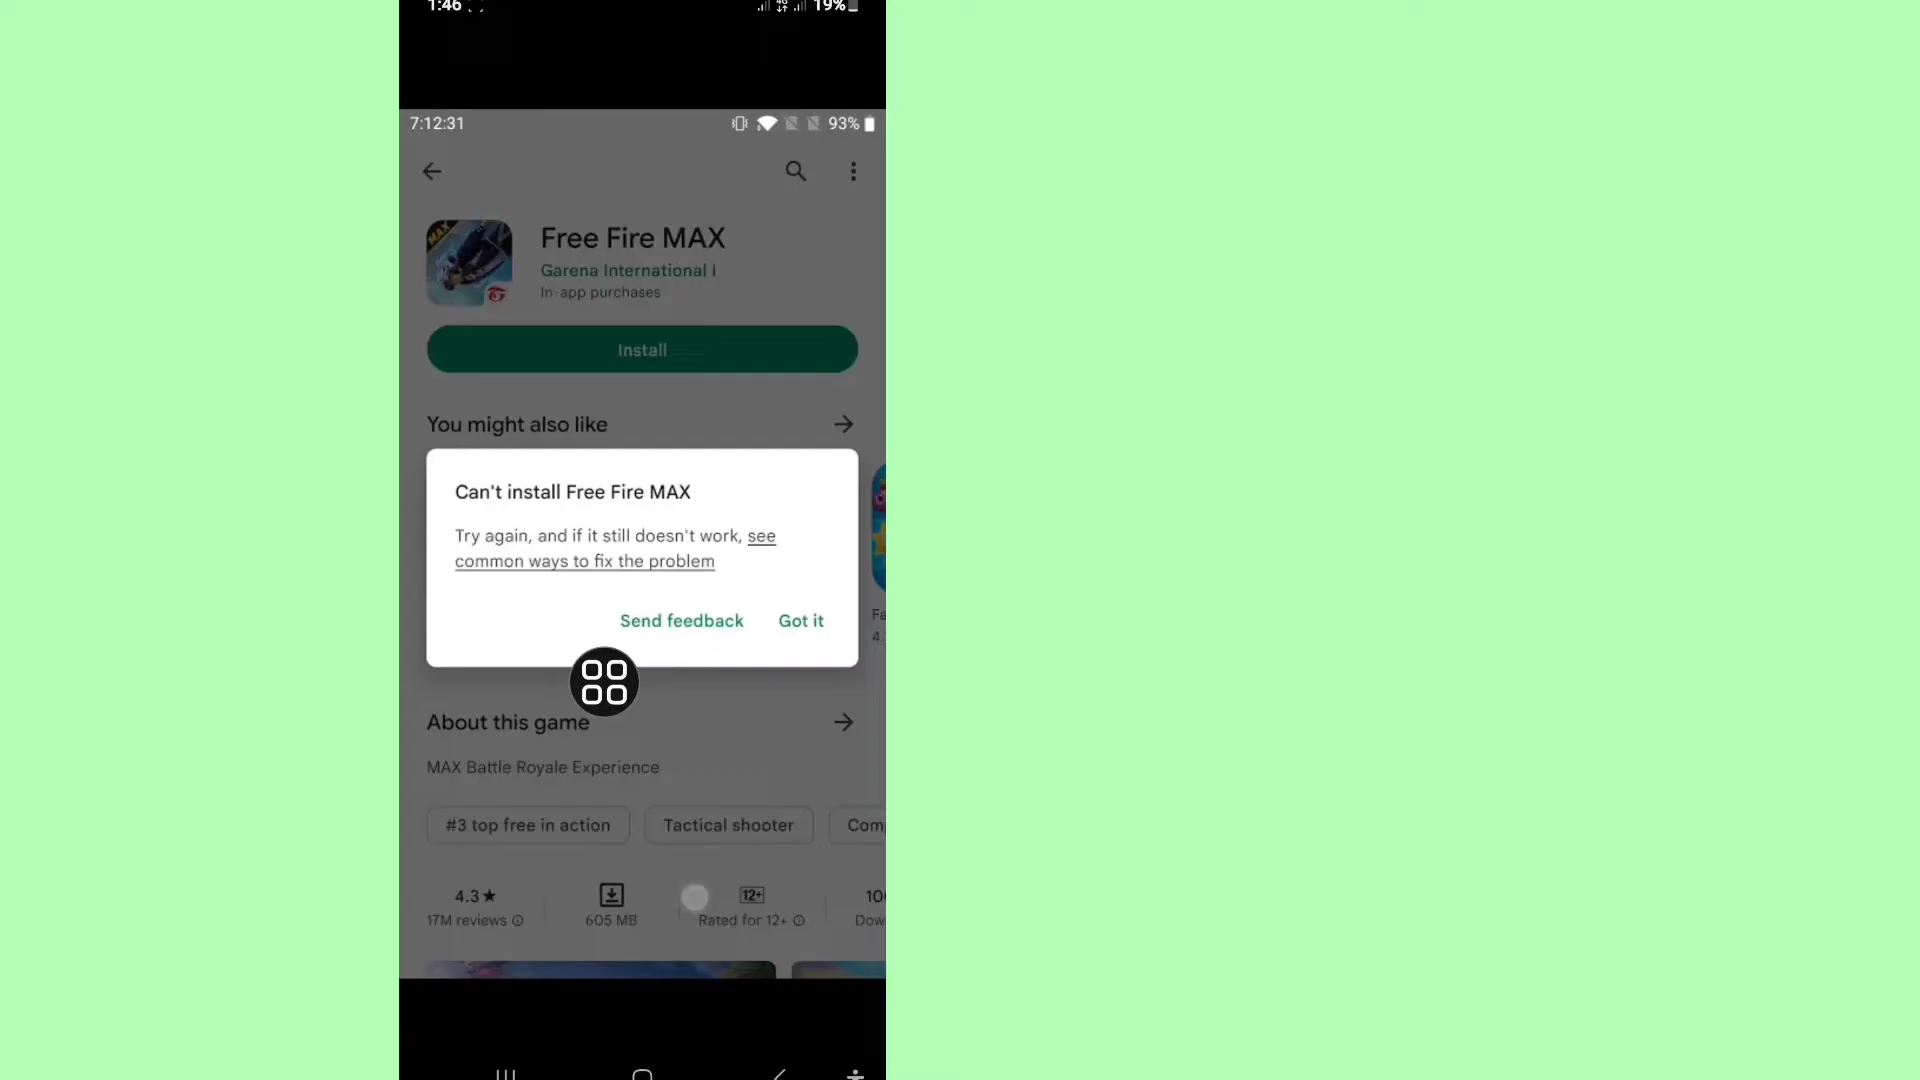 1:46 19%
7:12:31 93%
MAX
Free Fire MAX
Garena International I
In-app purchases
Install
You might also like
Can't install Free Fire MAX
Try again, and if it still doesn't work, see
common ways to fix the problem
Send feedback Got it
Fa
4.
About this game
MAX Battle Royale Experience
#3 top free in action Tactical shooter Com
4.3★ 12+ 10
17M reviews 605 MB Rated for 12+ Dow